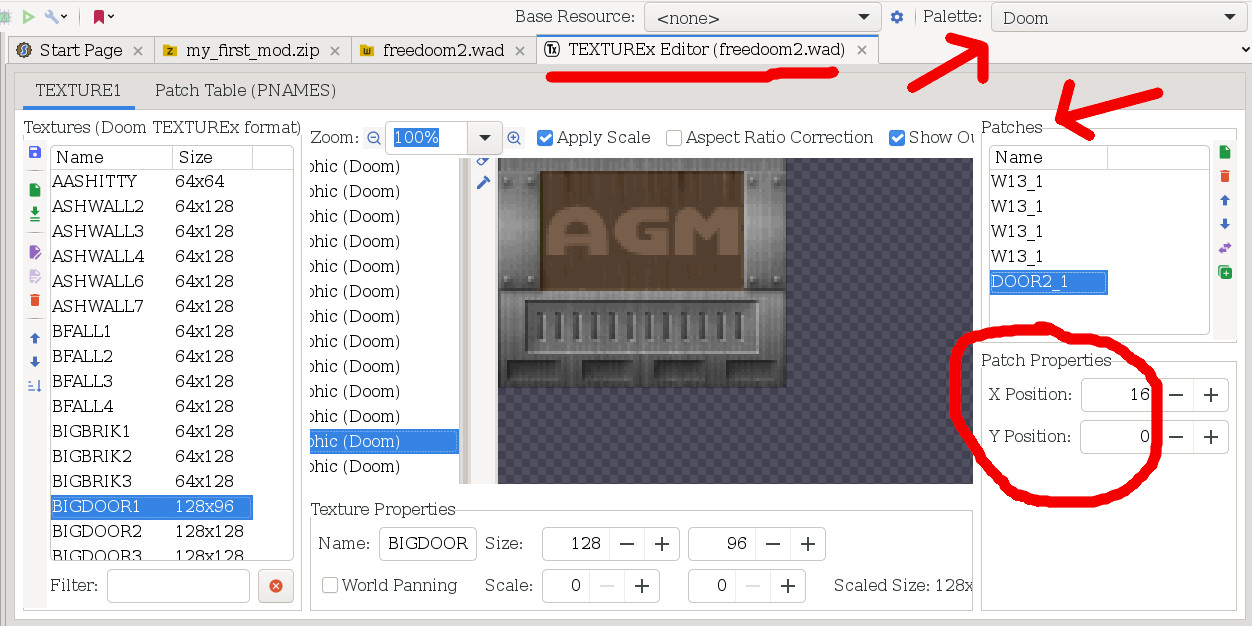 Base Resource: <none> Palette: Doom
Start Page my_first_mod.zip freedoom2.wad TEXTUREx Editor (freedoom2.wad)
TEXTURE1 Patch Table (PNAMES)
Textures (Doom TEXTUREx format)
Name Size
AASHITTY 64x64
ASHWALL2 64x128
ASHWALL3 64x128
ASHWALL4 64x128
ASHWALL6 64x128
ASHWALL7 64x128
BFALL1 64x128
BFALL2 64x128
BFALL3 64x128
BFALL4 64x128
BIGBRIK1 64x128
BIGBRIK2 64x128
BIGBRIK3 64x128
BIGDOOR1 128x96
BIGDOOR2 128x128
BIGDOOR3 128x128
Filter:
Zoom: 100% Apply Scale Aspect Ratio Correction Show Ou
phic (Doom)
phic (Doom)
phic (Doom)
phic (Doom)
phic (Doom)
phic (Doom)
phic (Doom)
phic (Doom)
phic (Doom)
phic (Doom)
phic (Doom)
phic (Doom)
phic (Doom)
AGM
Texture Properties
Name: BIGDOOR Size: 128 96
World Panning Scale: 0 0 Scaled Size: 128x
Patches
Name
W13_1
W13_1
W13_1
W13_1
DOOR2_1
Patch Properties
X Position: 16
Y Position: 0